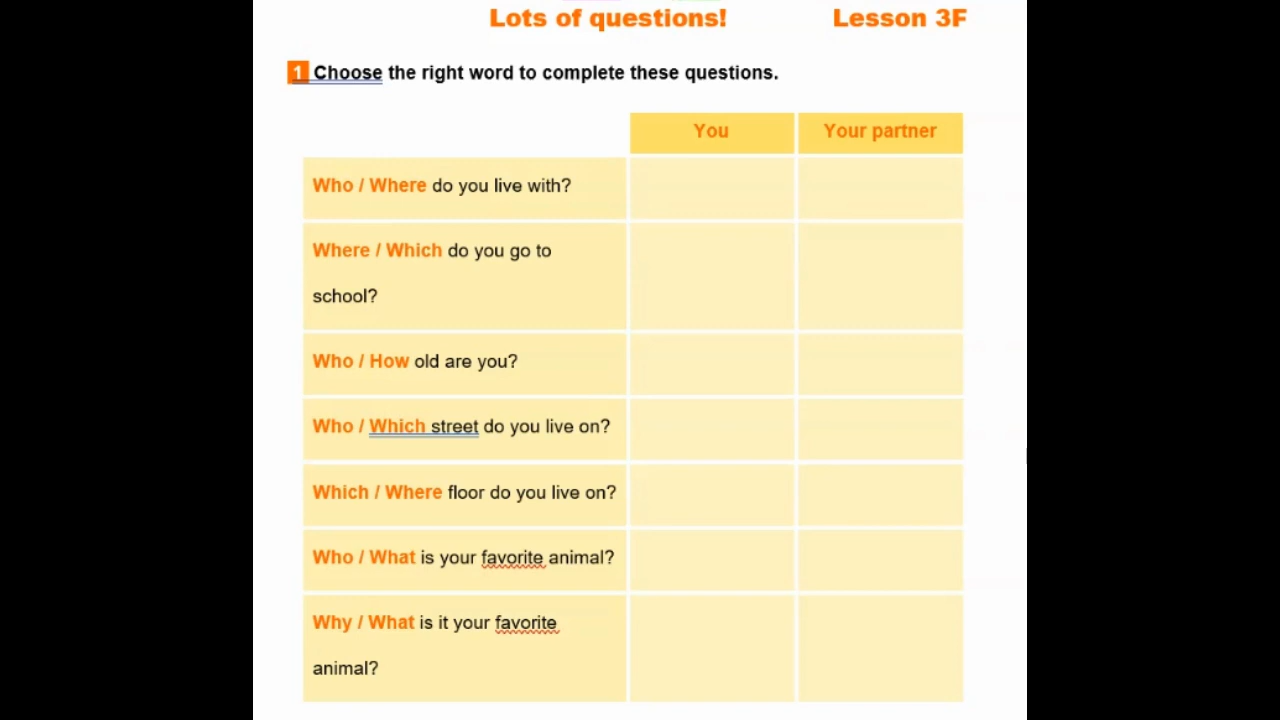 Lots of questions! Lesson 3F
1 Choose the right word to complete these questions.
You Your partner
Who / Where do you live with?
Where / Which do you go to
school?
Who / How old are you?
Who / Which street do you live on?
Which / Where floor do you live on?
Who / What is your favorite animal?
Why / What is it your favorite
animal?